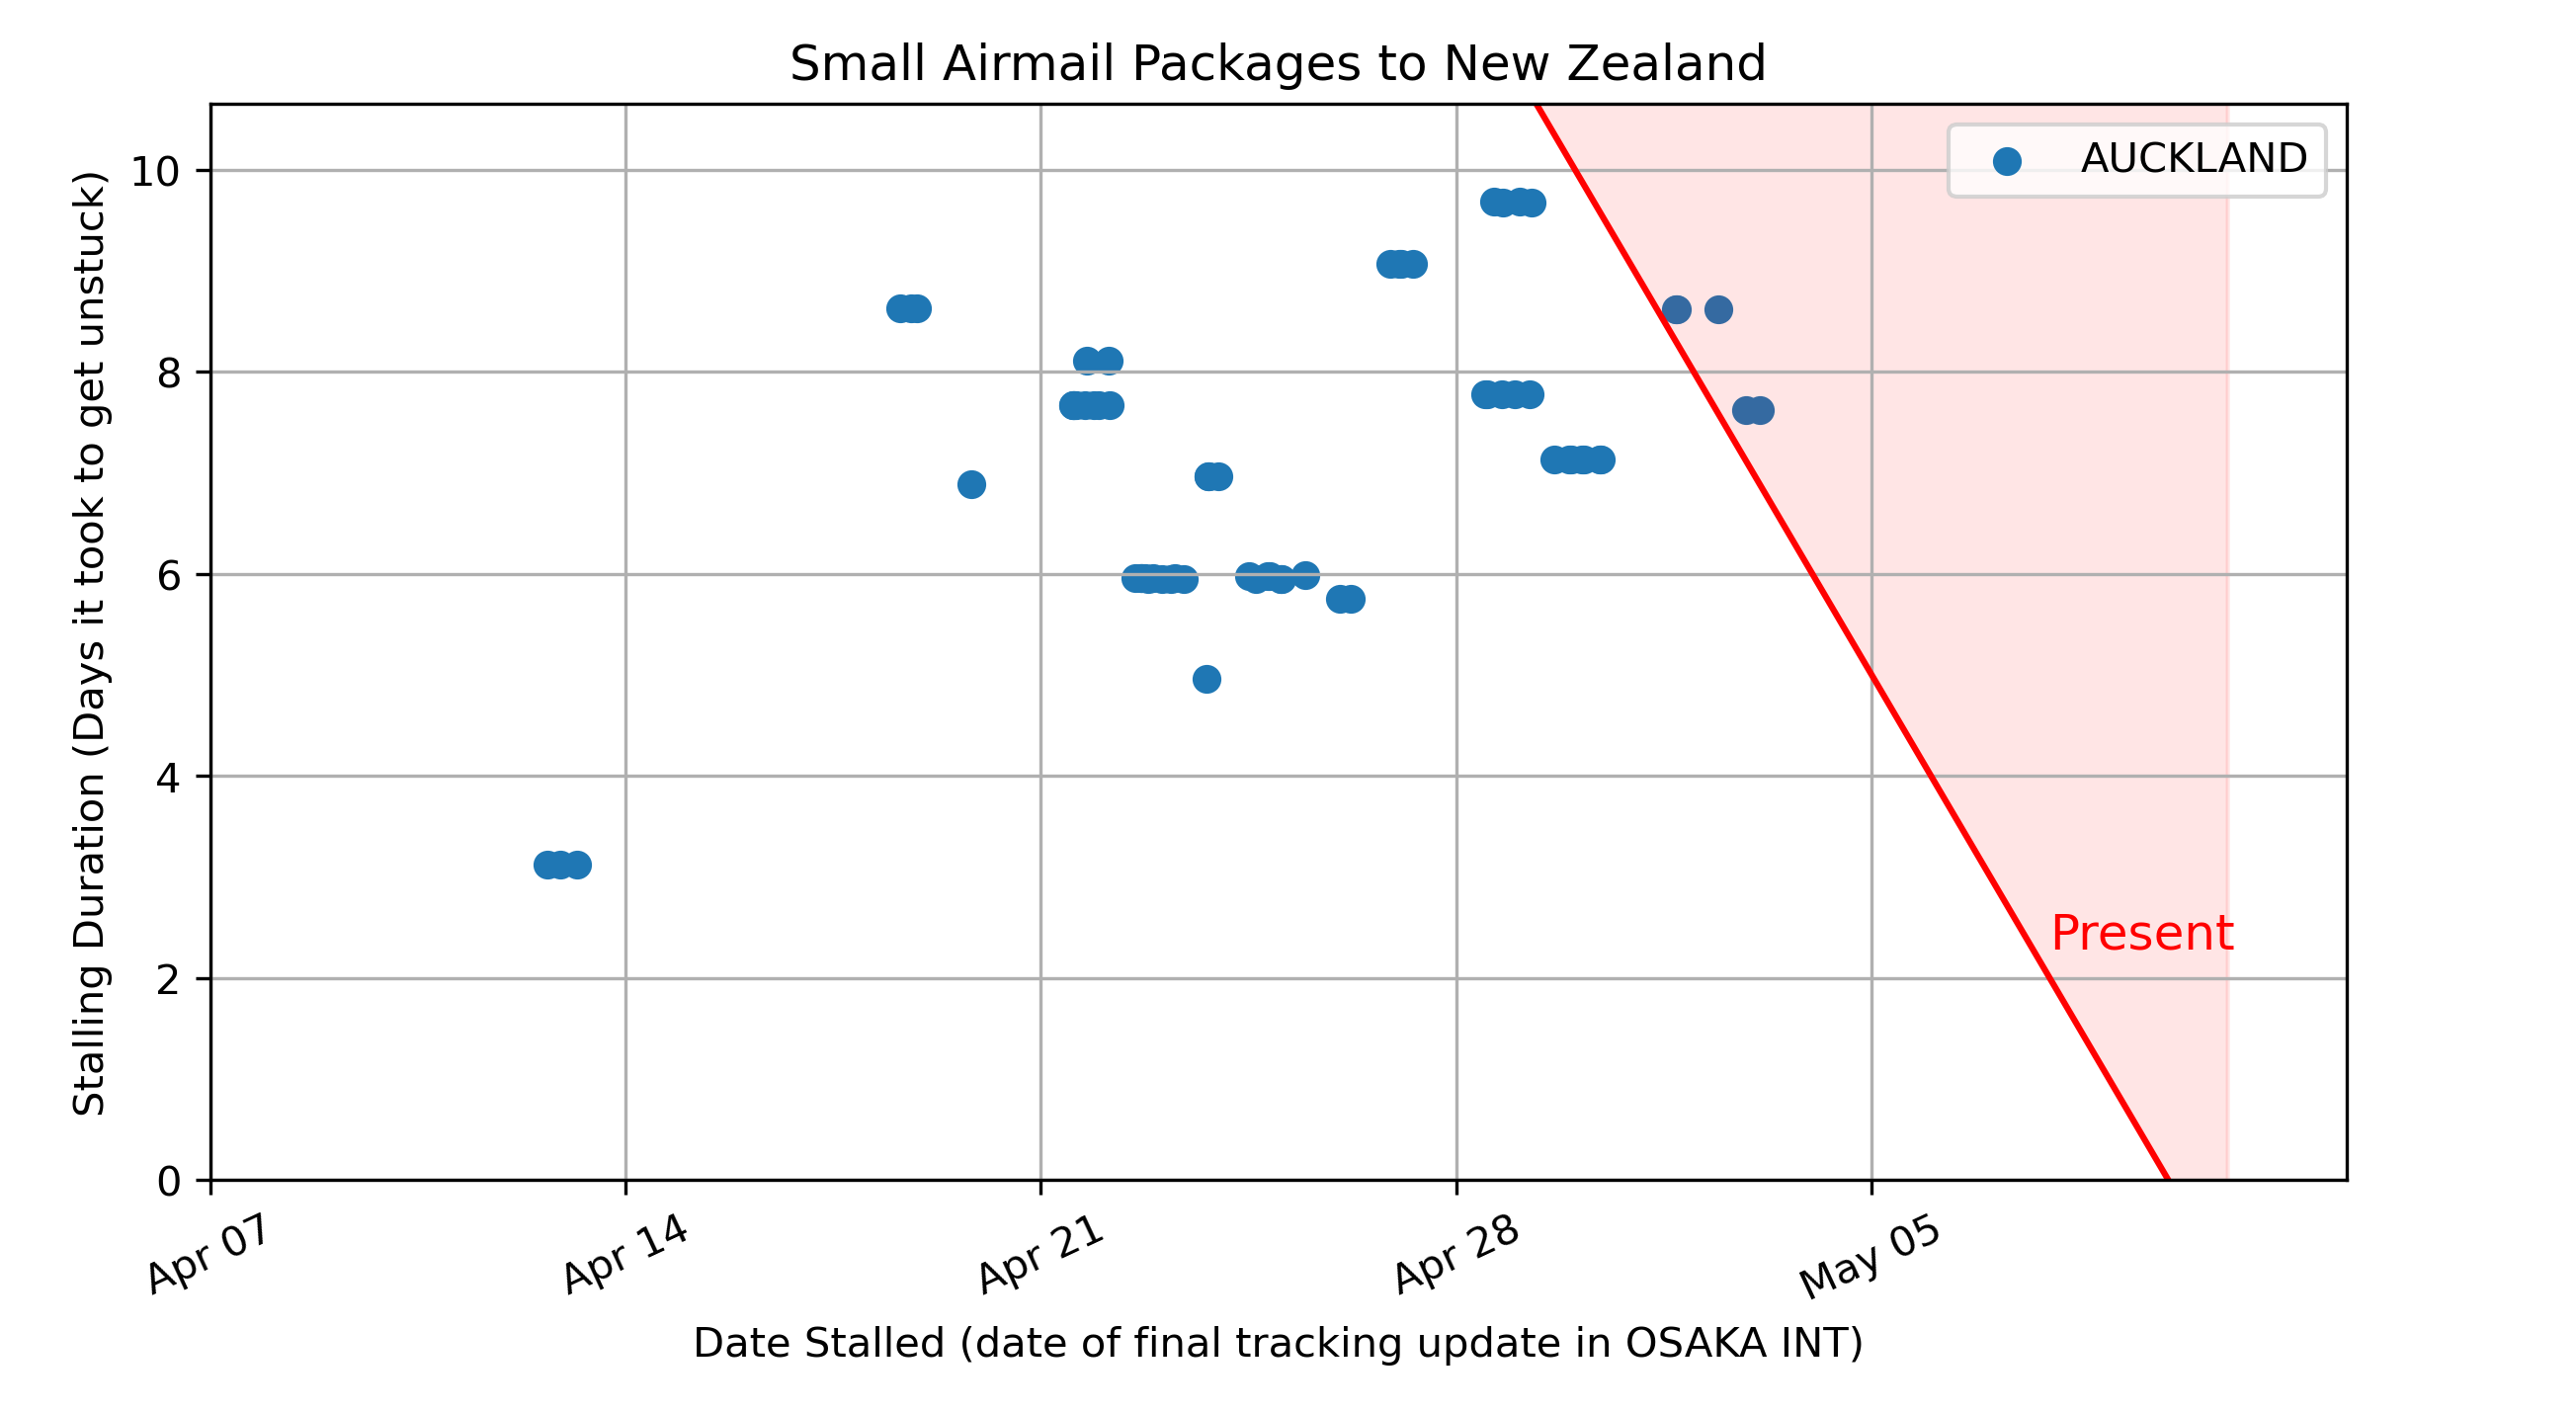 Small Airmail Packages to New Zealand
Stalling Duration (Days it took to get unstuck)
10
8
6
4
2
0
AUCKLAND
Present
Apr 07
Apr 14
Apr 21
Apr 28
May 05
Date Stalled (date of final tracking update in OSAKA INT)